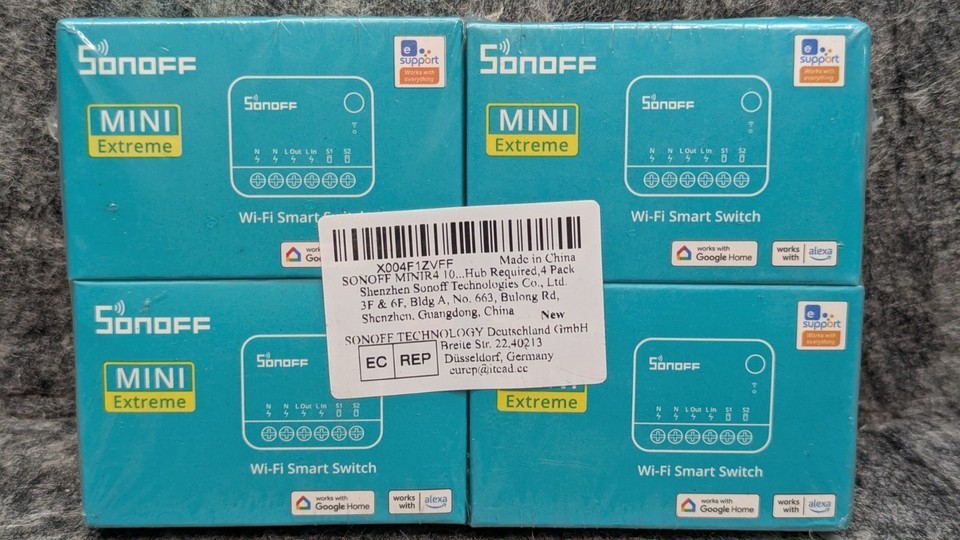 SONOFF
e
support
Works with
everything
MINI
Extreme
SONOFF
N N L Out L In S1 S2
Wi-Fi Smart Switch
works with
Google Home
SONOFF
e
support
Works with
everything
MINI
Extreme
SONOFF
N N L Out L In S1 S2
Wi-Fi Smart Switch
works with
Google Home
works
with
alexa
X004F1ZVFF
Made in China
SONOFF MINIR4 10...Hub Required,4 Pack
Shenzhen Sonoff Technologies Co., Ltd.
3F & 6F, Bldg A, No. 663, Bulong Rd,
Shenzhen, Guangdong, China
New
SONOFF TECHNOLOGY Deutschland GmbH
EC REP
Breite Str. 22,40213
Düsseldorf, Germany
eurep@itead.cc
SONOFF
MINI
Extreme
SONOFF
N N L Out L In S1 S2
Wi-Fi Smart Switch
works with
Google Home
works
with
alexa
e
support
Works with
everything
Extreme
SONOFF
N N L Out L In S1 S2
Wi-Fi Smart Switch
works with
Google Home
works
with
alexa